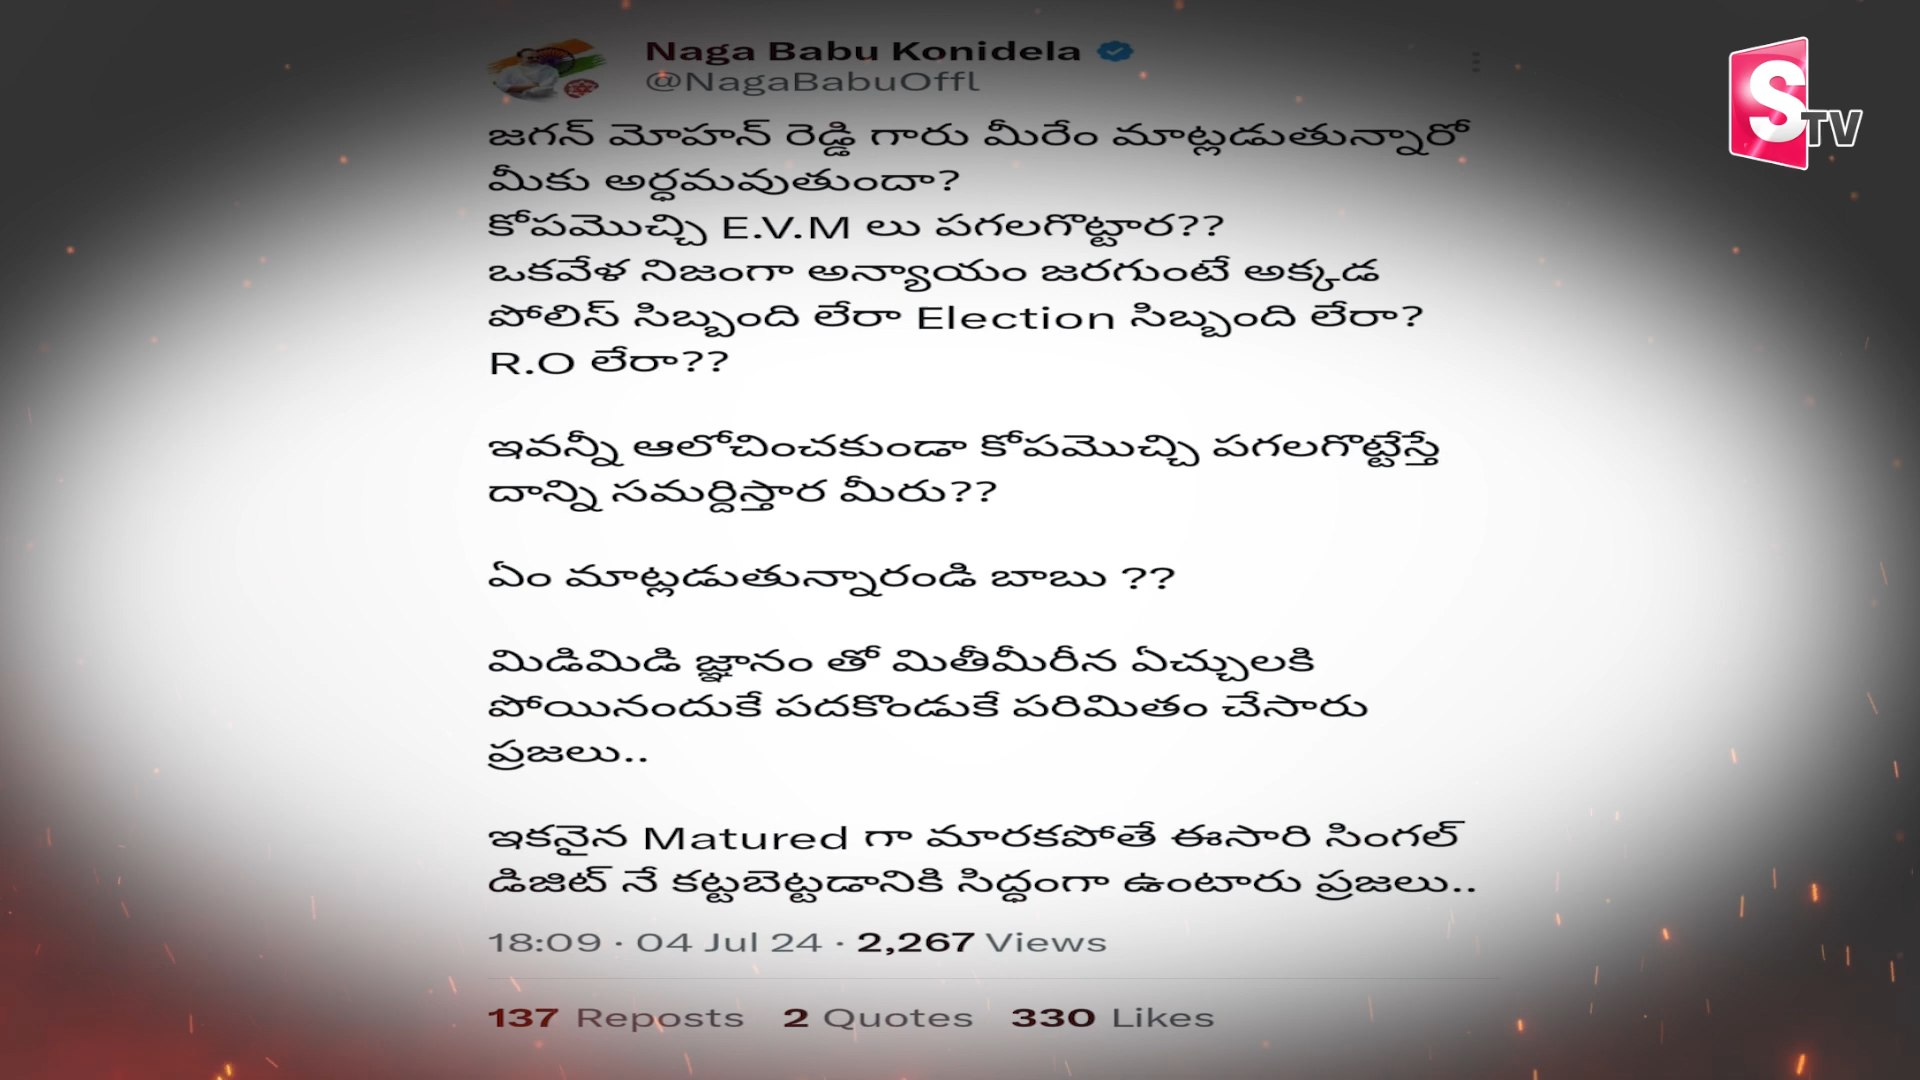 Naga Babu Konidela
@NagaBabuOffl
STV
జగన్ మోహన్ రెడ్డి గారు మీరేం మాట్లడుతున్నారో
మీకు అర్ధమవుతుందా?
కోపమొచ్చి E.V.M లు పగలగొట్టార??
ఒకవేళ నిజంగా అన్యాయం జరగుంటే అక్కడ
పోలిస్ సిబ్బంది లేరా Election సిబ్బంది లేరా?
R.O లేరా??
ఇవన్నీ ఆలోచించకుండా కోపమొచ్చి పగలగొట్టేస్తే
దాన్ని సమర్దిస్తార మీరు??
ఏం మాట్లడుతున్నారండి బాబు ??
మిడిమిడి జ్ఞానం తో మితీమీరీన ఏచ్చులకి
పోయినందుకే పదకొండుకే పరిమితం చేసారు
ప్రజలు..
ఇకనైన Matured గా మారకపోతే ఈసారి సింగల్
డిజిట్ నే కట్టబెట్టడానికి సిద్ధంగా ఉంటారు ప్రజలు..
18:09 · 04 Jul 24 · 2,267 Views
137 Reposts 2 Quotes 330 Likes